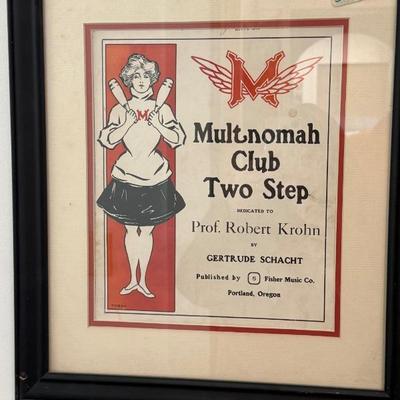 M
M
Multnomah
Club
Two Step
DEDICATED TO
Prof. Robert Krohn
BY
GERTRUDE SCHACHT
Published by 5 Fisher Music Co.
Portland, Oregon